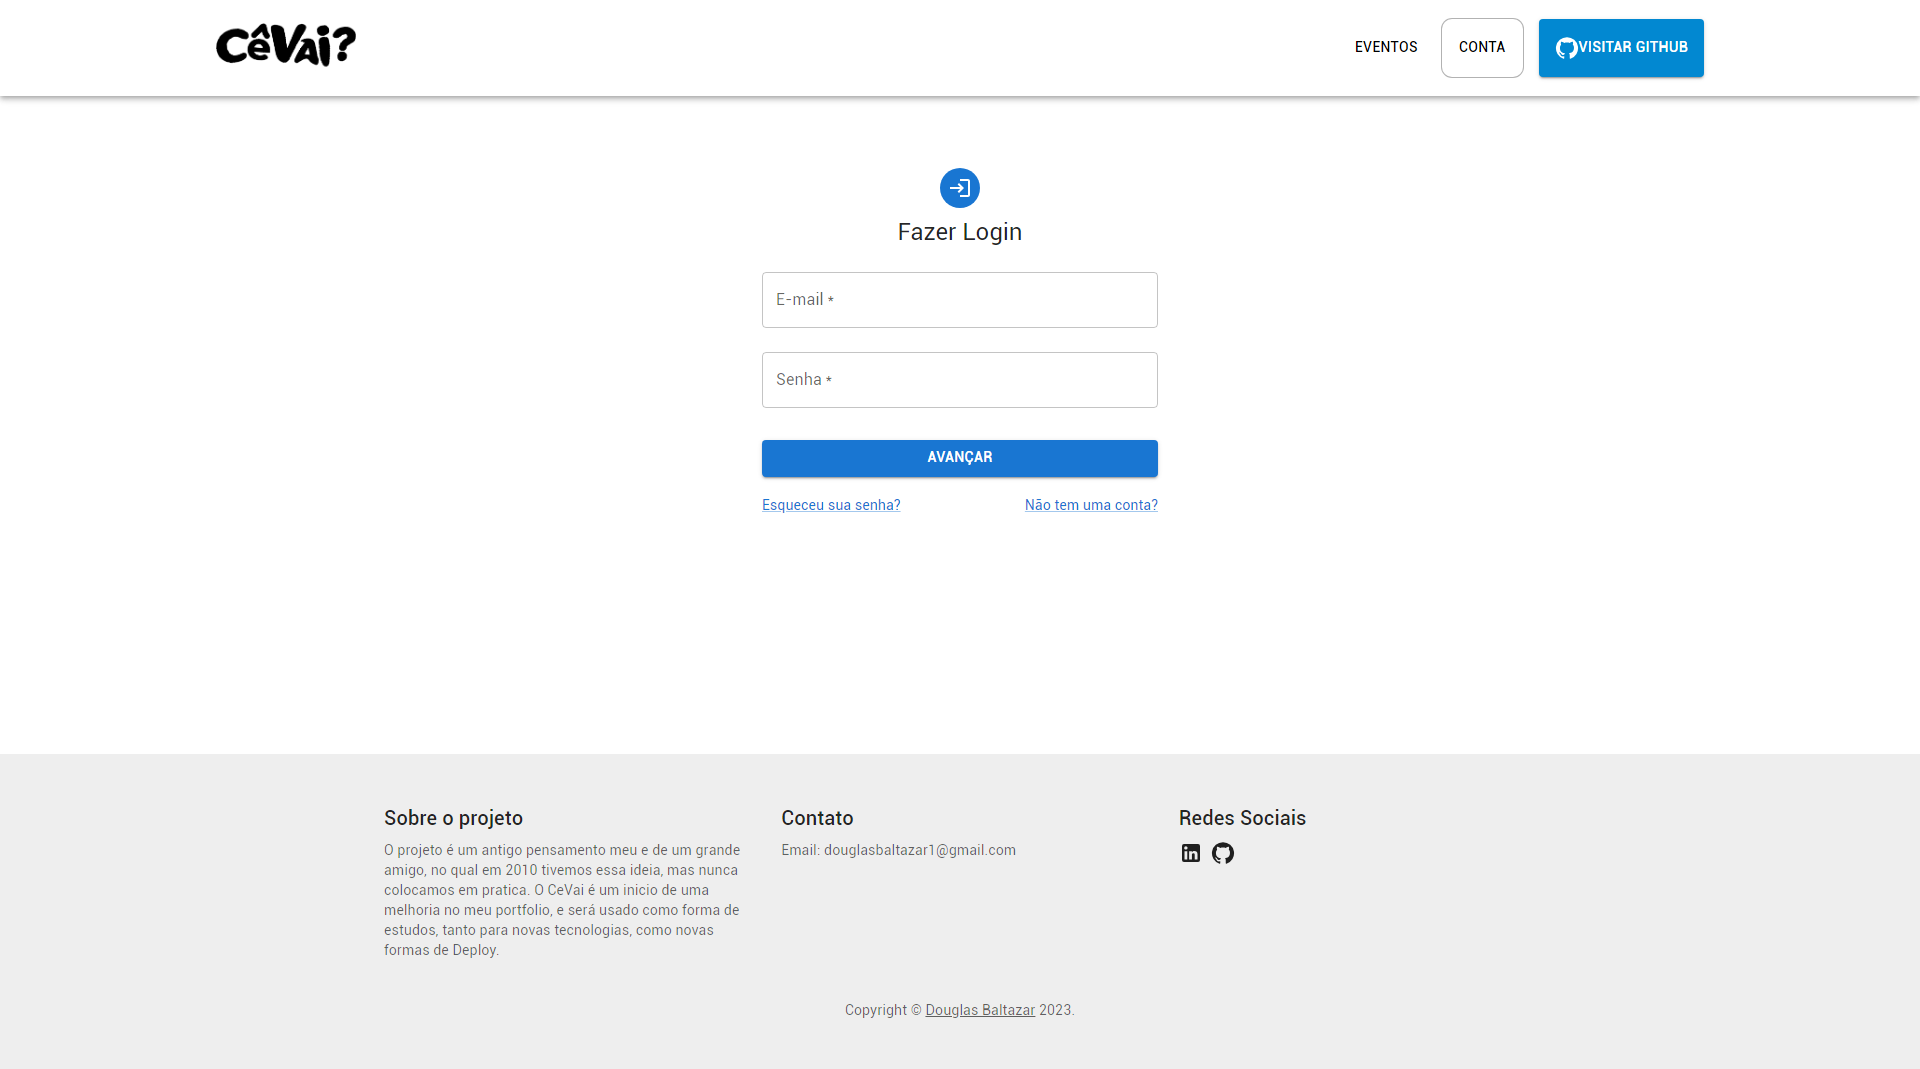 CêVai?
EVENTOS
CONTA
VISITAR GITHUB
Fazer Login
E-mail *
Senha *
AVANÇAR
Esqueceu sua senha?
Não tem uma conta?
Sobre o projeto
O projeto é um antigo pensamento meu e de um grande
amigo, no qual em 2010 tivemos essa ideia, mas nunca
colocamos em pratica. O CeVai é um inicio de uma
melhoria no meu portfolio, e será usado como forma de
estudos, tanto para novas tecnologias, como novas
formas de Deploy.
Contato
Email: douglasbaltazar1@gmail.com
Redes Sociais
Copyright © Douglas Baltazar 2023.